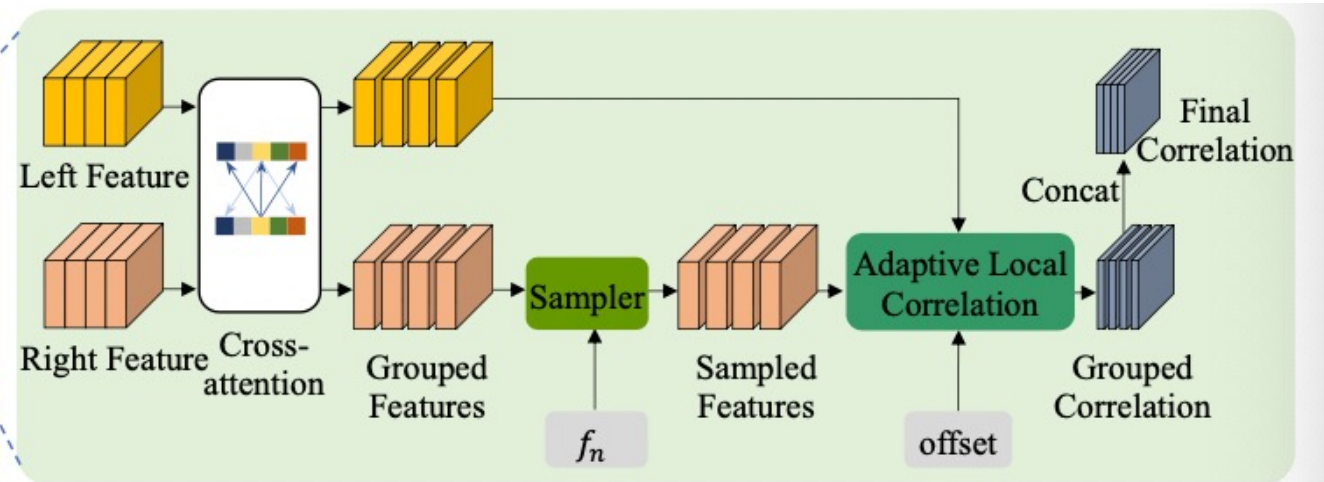 Left Feature
Right Feature
Cross-
attention
Grouped
Features
Sampler
fₙ
Sampled
Features
Adaptive Local
Correlation
offset
Grouped
Correlation
Concat
Final
Correlation